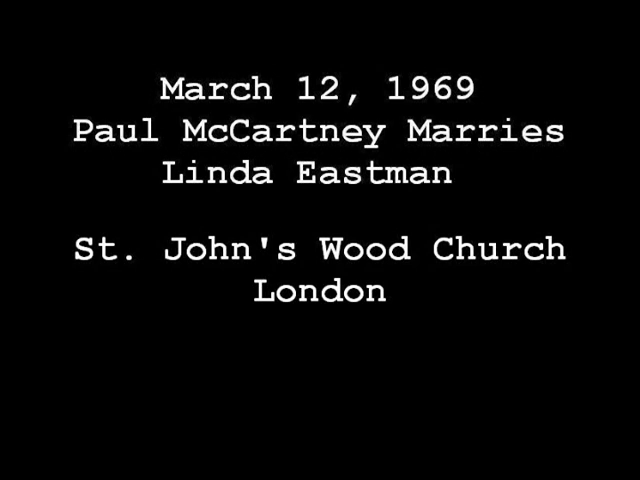 March 12, 1969
Paul McCartney Marries
Linda Eastman
St. John's Wood Church
London